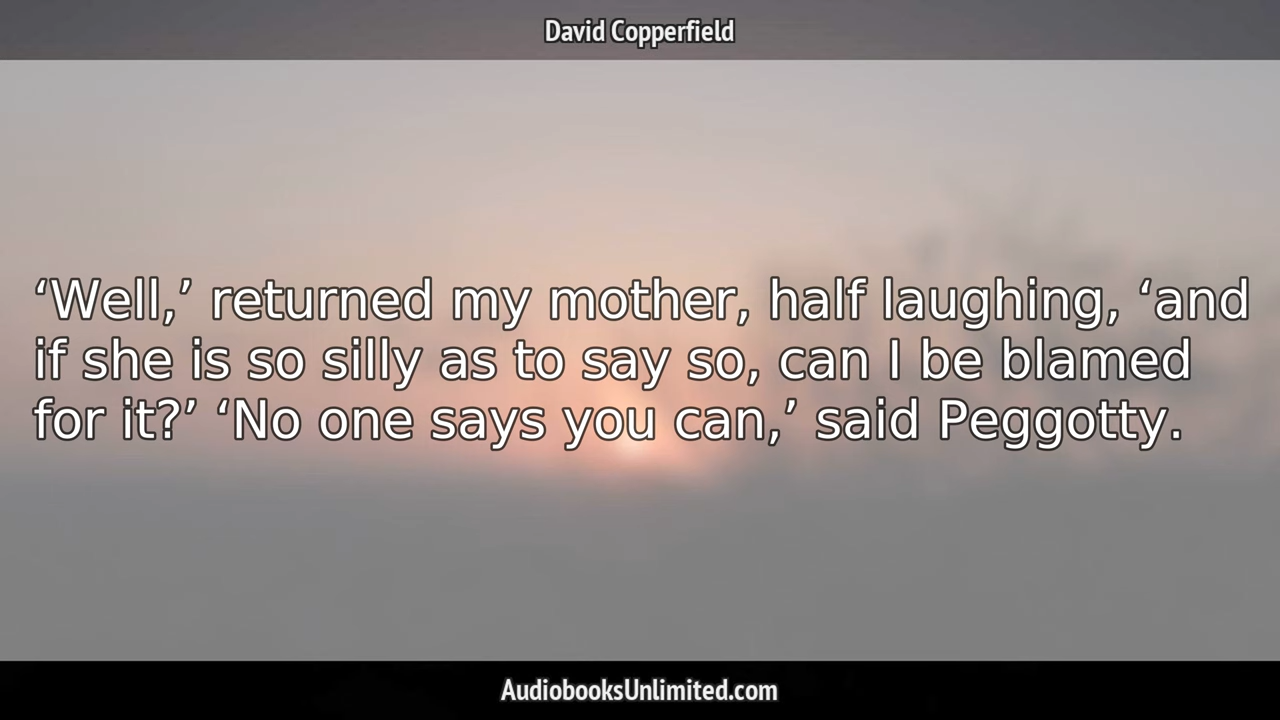 David Copperfield
‘Well,’ returned my mother, half laughing, ‘and
if she is so silly as to say so, can I be blamed
for it?’ ‘No one says you can,’ said Peggotty.
AudiobooksUnlimited.com